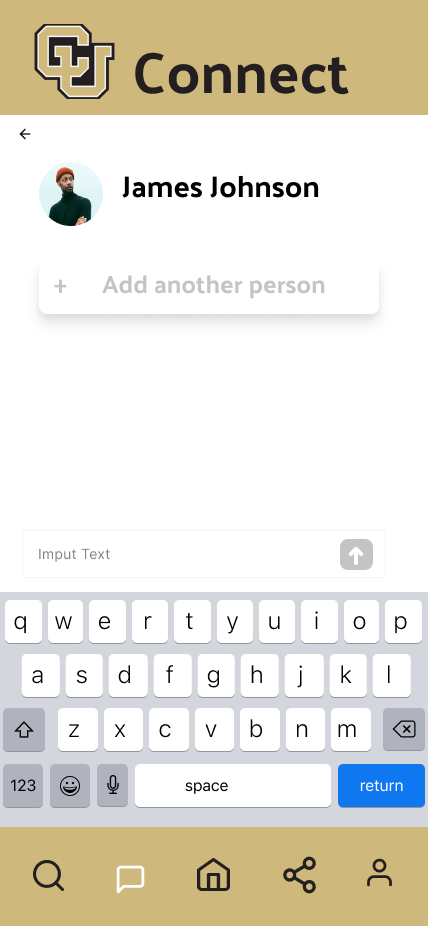 CU Connect
James Johnson
+ Add another person
Imput Text
q w e r t y u i o p
a s d f g h j k l
z x c v b n m
123 space return